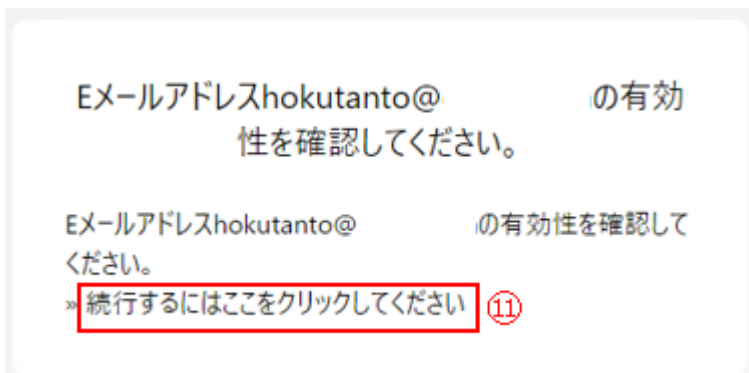 Eメールアドレスhokutanto@ の有効
性を確認してください。
Eメールアドレスhokutanto@ の有効性を確認して
ください。
» 続行するにはここをクリックしてください ⑪